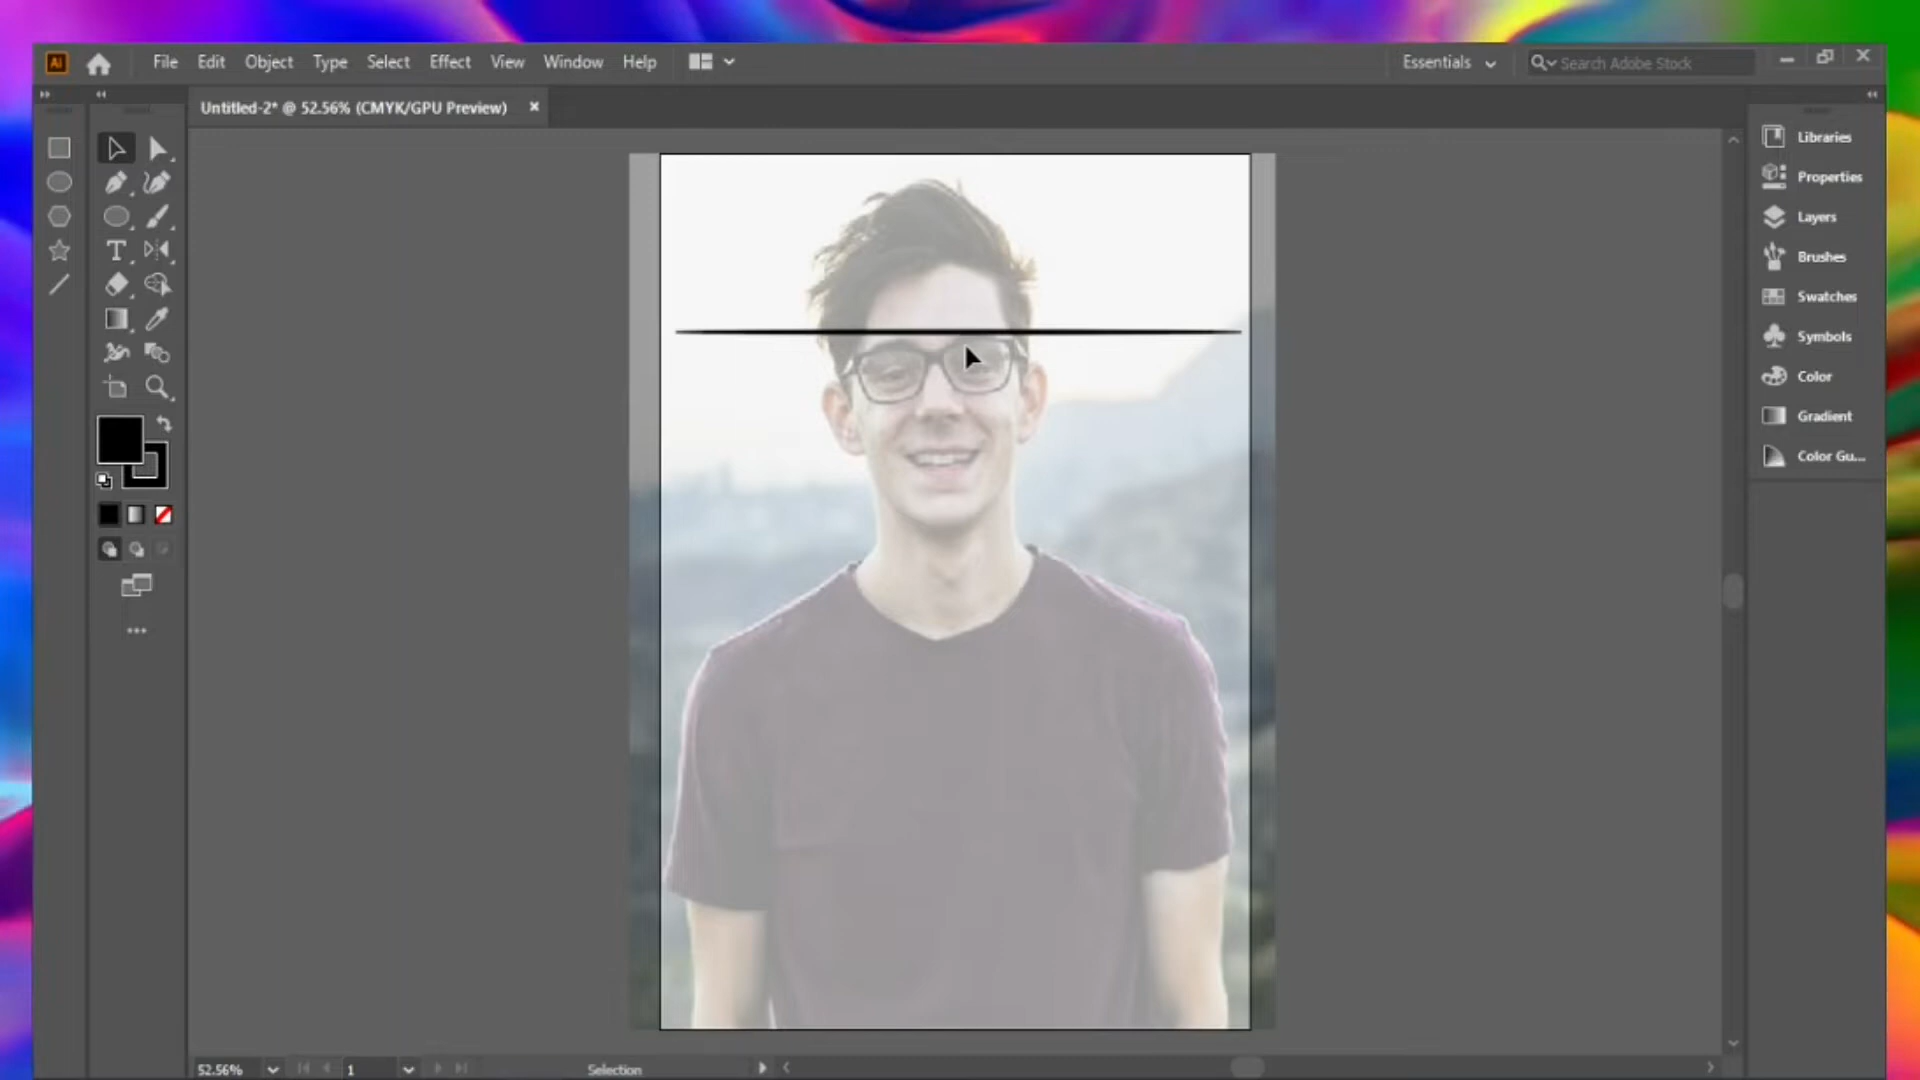 Ai File Edit Object Type Select Effect View Window Help Essentials Search Adobe Stock
Untitled-2* @ 52.56% (CMYK/GPU Preview)
Libraries
Properties
Layers
Brushes
Swatches
Symbols
Color
Gradient
Color Gu...
52.56% 1 Selection